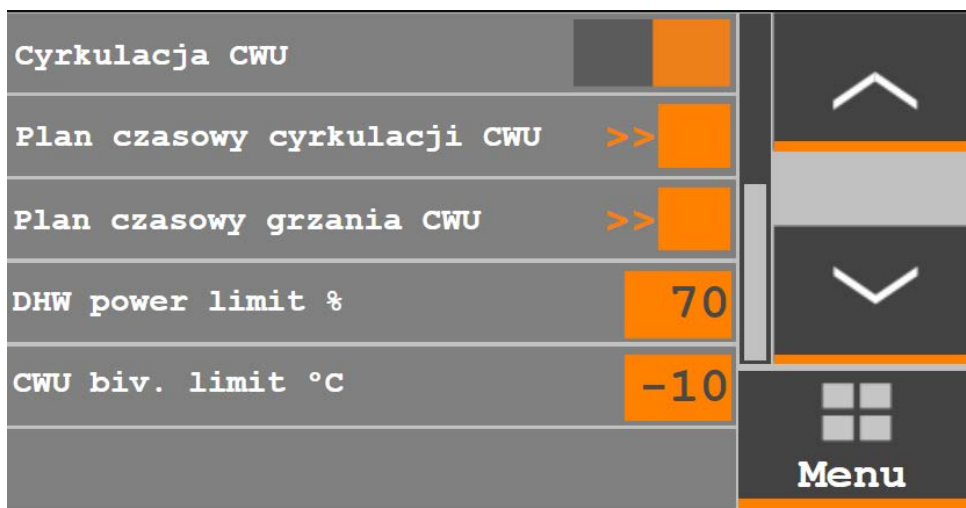 Cyrkulacja CWU
Plan czasowy cyrkulacji CWU >>
Plan czasowy grzania CWU >>
DHW power limit % 70
CWU biv. limit ºC -10
Menu